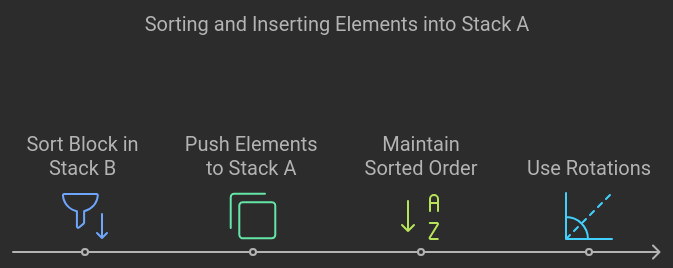 Sorting and Inserting Elements into Stack A
Sort Block in
Stack B
Push Elements
to Stack A
Maintain
Sorted Order
Use Rotations
A
Z